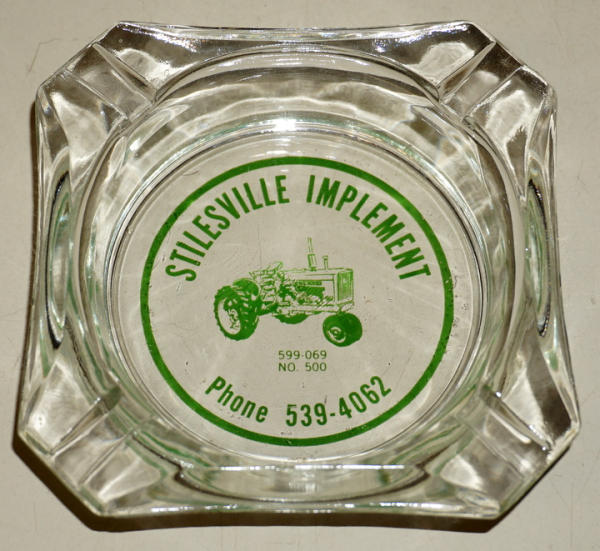 STILESVILLE IMPLEMENT
599-069
NO. 500
Phone 539-4062